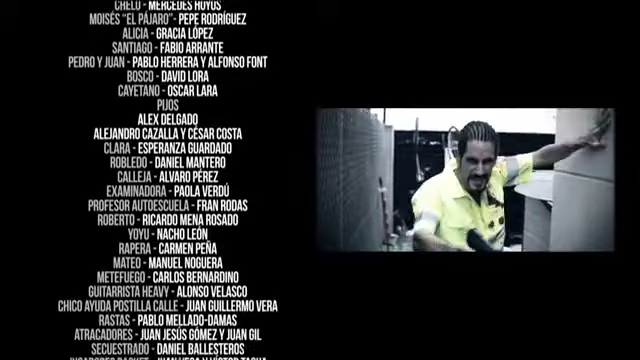 CHELO - MERCEDES HOYOS
MOISÉS "EL PÁJARO" - PEPE RODRÍGUEZ
ALICIA - GRACIA LÓPEZ
SANTIAGO - FABIO ARRANTE
PEDRO Y JUAN - PABLO HERRERA Y ALFONSO FONT
BOSCO - DAVID LORA
CAYETANO - OSCAR LARA
PIJOS
ALEX DELGADO
ALEJANDRO CAZALLA Y CÉSAR COSTA
CLARA - ESPERANZA GUARDADO
ROBLEDO - DANIEL MANTERO
CALLEJA - ALVARO PÉREZ
EXAMINADORA - PAOLA VERDÚ
PROFESOR AUTOESCUELA - FRAN RODAS
ROBERTO - RICARDO MENA ROSADO
YOYU - NACHO LEÓN
RAPERA - CARMEN PEÑA
MATEO - MANUEL NOGUERA
METEFUEGO - CARLOS BERNARDINO
GUITARRISTA HEAVY - ALONSO VELASCO
CHICO AYUDA POSTILLA CALLE - JUAN GUILLERMO VERA
RASTAS - PABLO MELLADO-DAMAS
ATRACADORES - JUAN JESÚS GÓMEZ Y JUAN GIL
SECUESTRADO - DANIEL BALLESTEROS